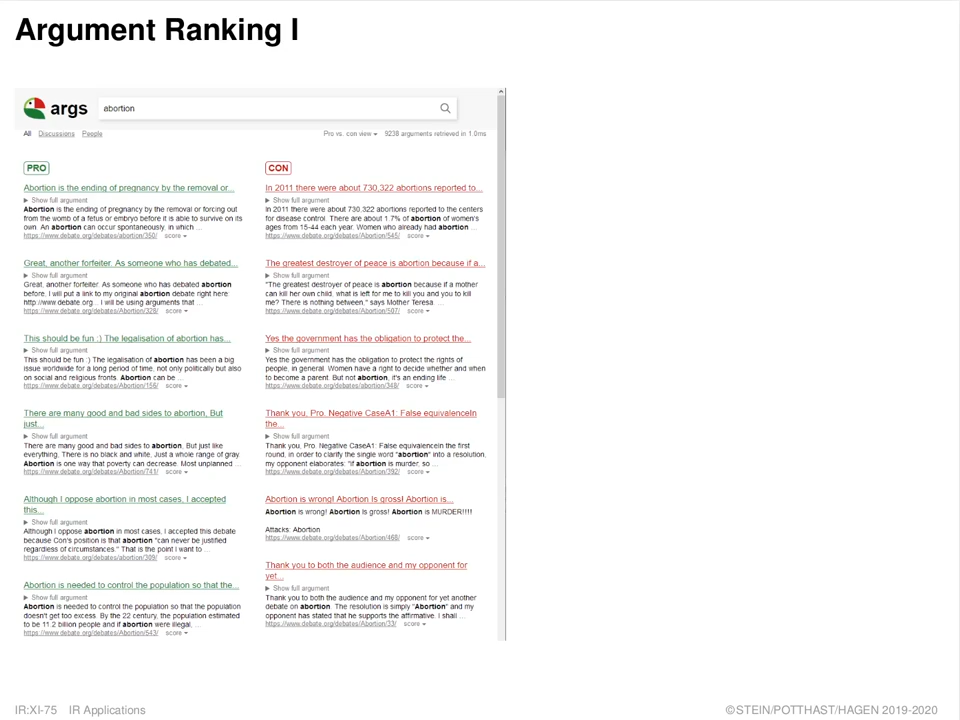 Argument Ranking I
args
abortion
All Discussions People
Pro vs. con view 9238 arguments retrieved in 1.0ms
PRO
Abortion is the ending of pregnancy by the removal or...
Show full argument
Abortion is the ending of pregnancy by the removal or forcing out
from the womb of a fetus or embryo before it is able to survive on its
own. An abortion can occur spontaneously, in which ...
https://www.debate.org/debates/abortion/350/ score
Great, another forfeiter. As someone who has debated...
Show full argument
Great, another forfeiter. As someone who has debated abortion
before, I will put a link to my original abortion debate right here:
http://www.debate.org... I will be using arguments that ...
https://www.debate.org/debates/Abortion/328/ score
This should be fun :) The legalisation of abortion has...
Show full argument
This should be fun :) The legalisation of abortion has been a big
issue worldwide for a long period of time, not only politically but also
on social and religious fronts. Abortion can be ...
https://www.debate.org/debates/Abortion/156/ score
There are many good and bad sides to abortion, But
just...
Show full argument
There are many good and bad sides to abortion, But just like
everything, There is no black and white, Just a whole range of gray.
Abortion is one way that poverty can decrease. Most unplanned ...
https://www.debate.org/debates/Abortion/741/ score
Although I oppose abortion in most cases, I accepted
this...
Show full argument
Although I oppose abortion in most cases, I accepted this debate
because Con's position is that abortion "can never be justified
regardless of circumstances." That is the point I want to ...
https://www.debate.org/debates/abortion/309/ score
Abortion is needed to control the population so that the...
Show full argument
Abortion is needed to control the population so that the population
doesn't get too excess. By the 22 century, the population estimated
to be 11.2 billion people and if abortion were illegal, ...
https://www.debate.org/debates/Abortion/543/ score
CON
In 2011 there were about 730,322 abortions reported to...
Show full argument
In 2011 there were about 730,322 abortions reported to the centers
for disease control. There are about 1.7% of abortion of women's
ages from 15-44 each year. Women who already had abortion ...
https://www.debate.org/debates/Abortion/545/ score
The greatest destroyer of peace is abortion because if a...
Show full argument
"The greatest destroyer of peace is abortion because if a mother
can kill her own child, what is left for me to kill you and you to kill
me? There is nothing between." says Mother Teresa. ...
https://www.debate.org/debates/Abortion/507/ score
Yes the government has the obligation to protect the...
Show full argument
Yes the government has the obligation to protect the rights of
people, in general. Women have a right to decide whether and when
to become a parent. But not abortion, it's an ending life ...
https://www.debate.org/debates/abortion/348/ score
Thank you, Pro. Negative CaseA1: False equivalenceIn
the...
Show full argument
Thank you, Pro. Negative CaseA1: False equivalenceIn the first
round, in order to clarify the single word "abortion" into a resolution,
my opponent elaborates: "if abortion is murder, so ...
https://www.debate.org/debates/Abortion/392/ score
Abortion is wrong! Abortion Is gross! Abortion is...
Abortion is wrong! Abortion Is gross! Abortion is MURDER!!!!
Attacks: Abortion
https://www.debate.org/debates/Abortion/468/ score
Thank you to both the audience and my opponent for
yet...
Show full argument
Thank you to both the audience and my opponent for yet another
debate on abortion. The resolution is simply "Abortion" and my
opponent has stated that he supports the affirmative. I shall ...
https://www.debate.org/debates/Abortion/33/ score
IR:XI-75 IR Applications
©STEIN/POTTHAST/HAGEN 2019-2020